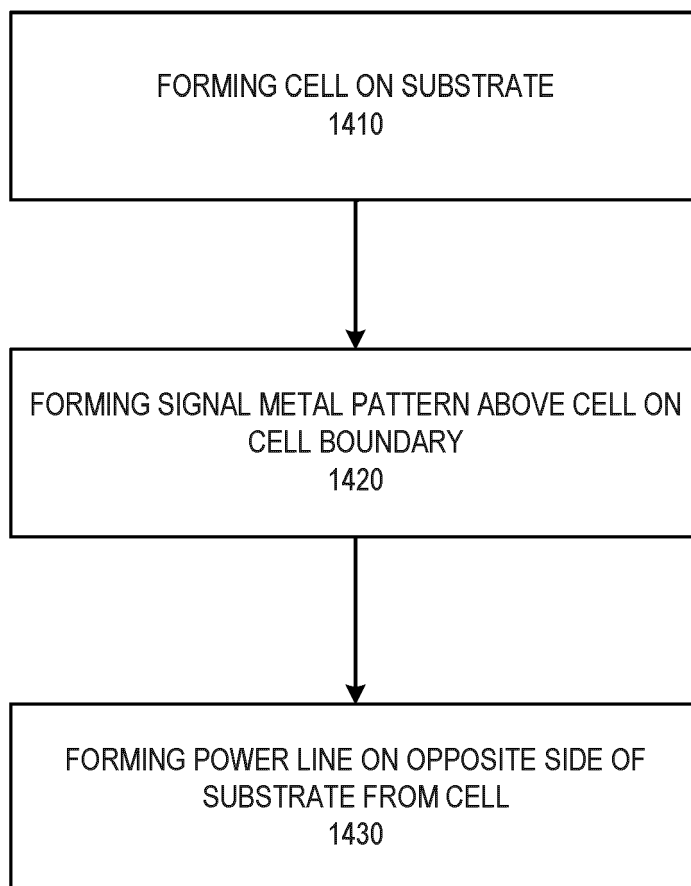 FORMING CELL ON SUBSTRATE
1410
FORMING SIGNAL METAL PATTERN ABOVE CELL ON
CELL BOUNDARY
1420
FORMING POWER LINE ON OPPOSITE SIDE OF
SUBSTRATE FROM CELL
1430